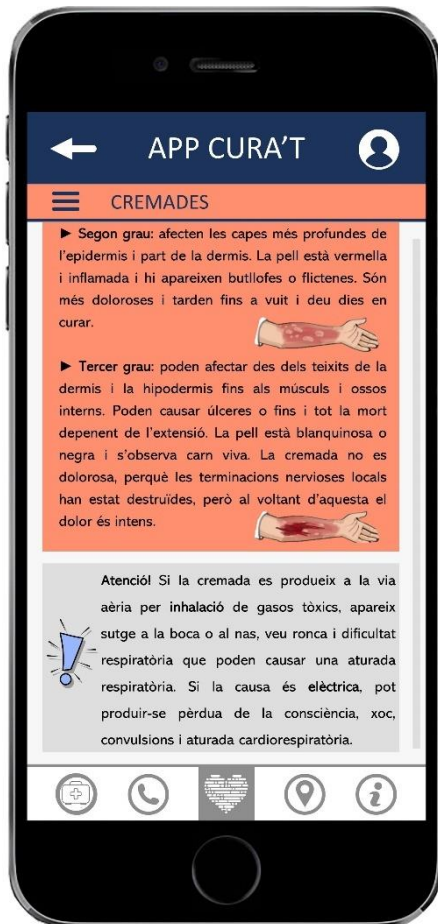 APP CURA'T
CREMADES
► Segon grau: afecten les capes més profundes de
l'epidermis i part de la dermis. La pell està vermella
i inflamada i hi apareixen butllofes o flictenes. Són
més doloroses i tarden fins a vuit i deu dies en
curar.
► Tercer grau: poden afectar des dels teixits de la
dermis i la hipodermis fins als músculs i ossos
interns. Poden causar úlceres o fins i tot la mort
depenent de l'extensió. La pell està blanquinosa o
negra i s'observa carn viva. La cremada no es
dolorosa, perquè les terminacions nervioses locals
han estat destruïdes, però al voltant d'aquesta el
dolor és intens.
Atenció! Si la cremada es produeix a la via
aèria per inhalació de gasos tòxics, apareix
sutge a la boca o al nas, veu ronca i dificultat
respiratòria que poden causar una aturada
respiratòria. Si la causa és elèctrica, pot
produir-se pèrdua de la consciència, xoc,
convulsions i aturada cardiorespiratòria.